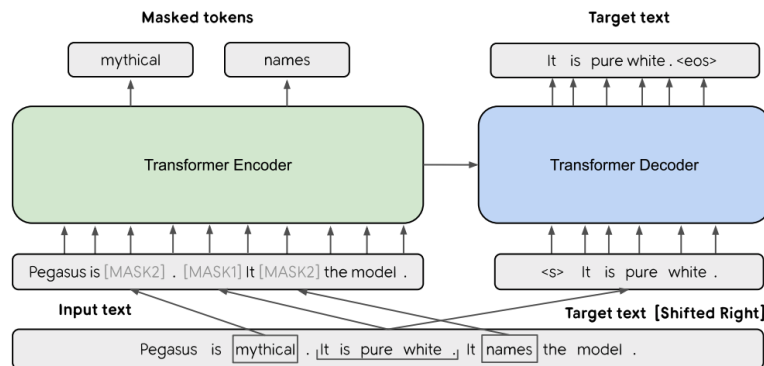 Masked tokens
Target text
mythical
names
It is pure white . <eos>
Transformer Encoder
Transformer Decoder
Pegasus is [MASK2] . [MASK1] It [MASK2] the model .
<s> It is pure white .
Input text
Target text [Shifted Right]
Pegasus is mythical . It is pure white . It names the model .